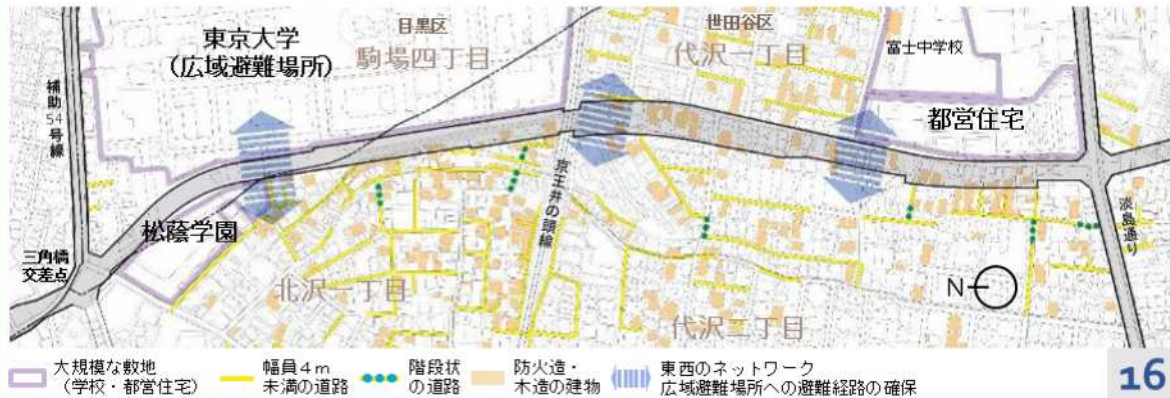 目黒区
世田谷区
東京大学
(広域避難場所)
駒場四丁目
代沢一丁目
富士中学校
補助54号線
都営住宅
京王井の頭線
淡島通り
松蔭学園
三角橋
交差点
北沢一丁目
代沢二丁目
N
大規模な敷地
(学校・都営住宅)
幅員4m
未満の道路
階段状
の道路
防火造・
木造の建物
東西のネットワーク
広域避難場所への避難経路の確保
16